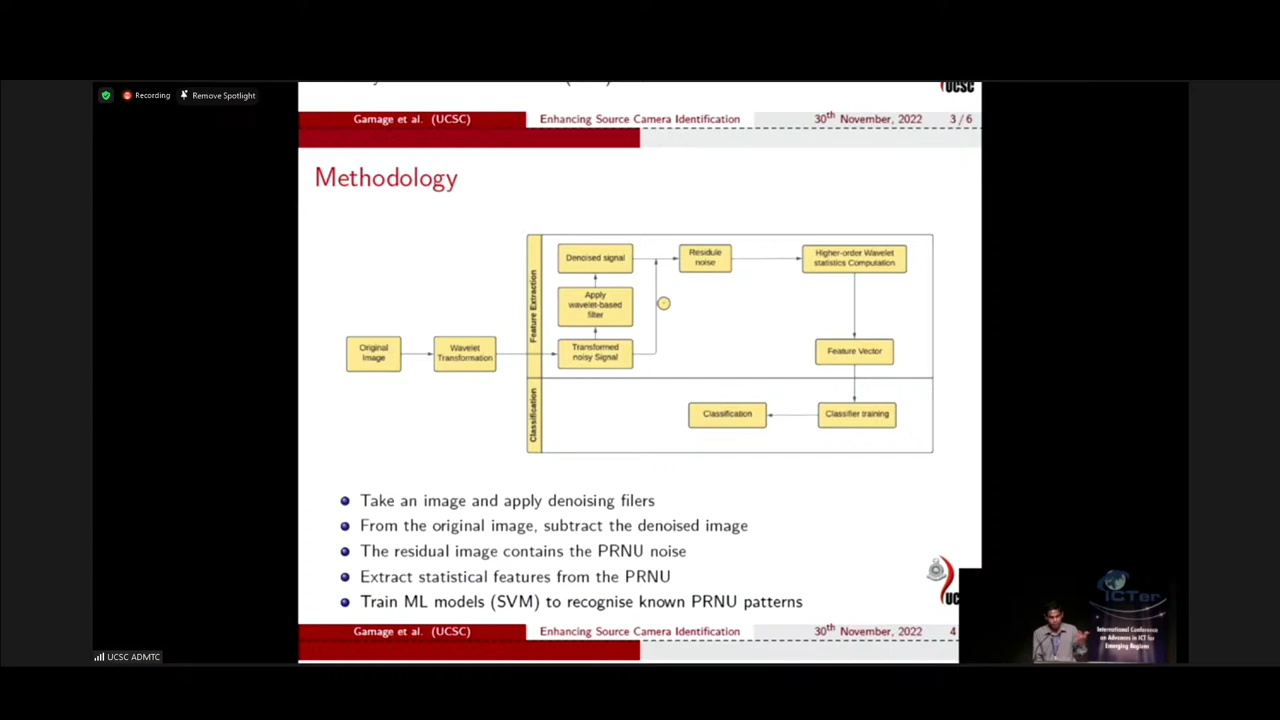 Recording
Remove Spotlight
UCSC
Gamage et al. (UCSC) Enhancing Source Camera Identification 30th November, 2022 3 / 6
Methodology
Feature Extraction
Denoised signal
Residule
noise
Higher-order Wavelet
statistics Computation
Apply
wavelet-based
filter
Original
Image
Wavelet
Transformation
Transformed
noisy Signal
Feature Vector
Classification
Classification
Classifier training
Take an image and apply denoising filers
From the original image, subtract the denoised image
The residual image contains the PRNU noise
Extract statistical features from the PRNU
Train ML models (SVM) to recognise known PRNU patterns
UC
Gamage et al. (UCSC) Enhancing Source Camera Identification 30th November, 2022 4
ICTer
International Conference
on Advances in ICT for
Emerging Regions
UCSC ADMTC